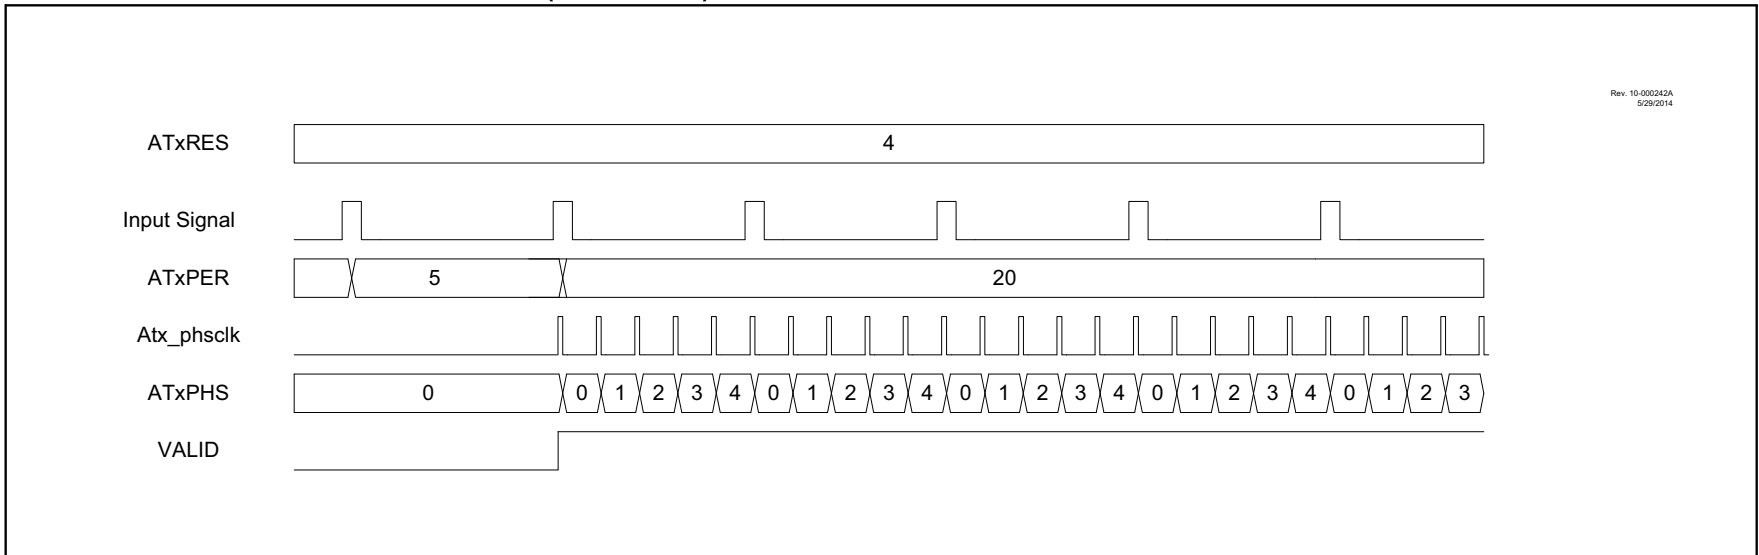 Rev. 10-000242A
5/29/2014
ATxRES 4
Input Signal
ATxPER 5 20
Atx_phsclk
ATxPHS 0 0 1 2 3 4 0 1 2 3 4 0 1 2 3 4 0 1 2 3 4 0 1 2 3
VALID